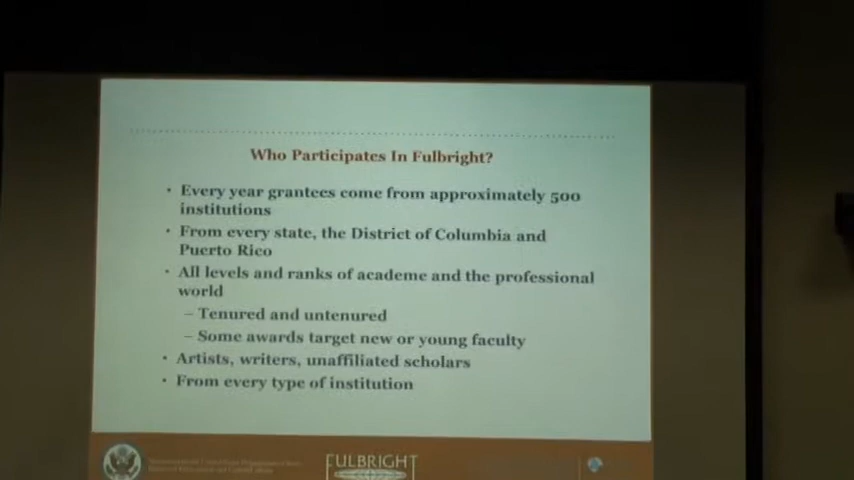 Who Participates In Fulbright?
• Every year grantees come from approximately 500
institutions
• From every state, the District of Columbia and
Puerto Rico
• All levels and ranks of academe and the professional
world
– Tenured and untenured
– Some awards target new or young faculty
• Artists, writers, unaffiliated scholars
• From every type of institution
FULBRIGHT